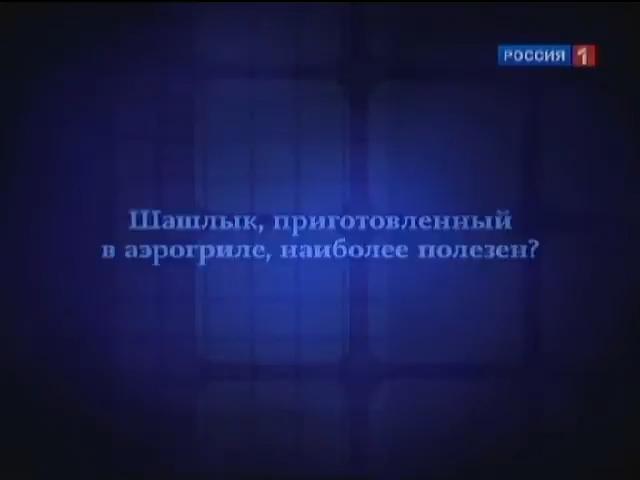 РОССИЯ 1
Шашлык, приготовленный
в аэрогриле, наиболее полезен?